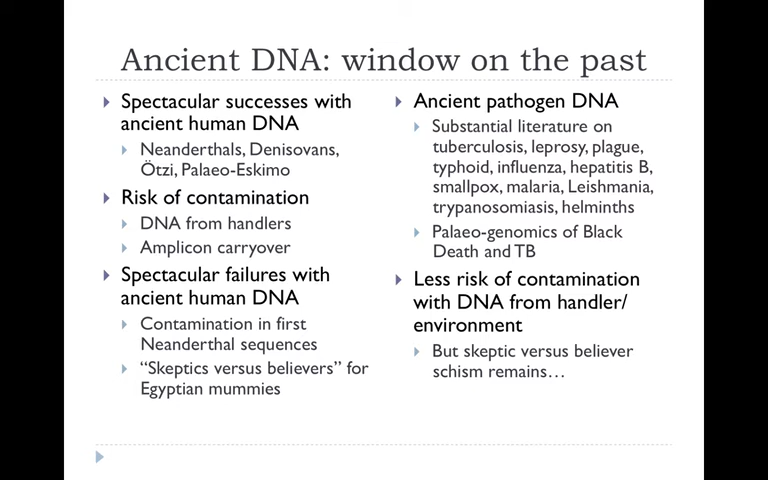 Ancient DNA: window on the past
Spectacular successes with
ancient human DNA
Neanderthals, Denisovans,
Ötzi, Palaeo-Eskimo
Risk of contamination
DNA from handlers
Amplicon carryover
Spectacular failures with
ancient human DNA
Contamination in first
Neanderthal sequences
“Skeptics versus believers” for
Egyptian mummies
Ancient pathogen DNA
Substantial literature on
tuberculosis, leprosy, plague,
typhoid, influenza, hepatitis B,
smallpox, malaria, Leishmania,
trypanosomiasis, helminths
Palaeo-genomics of Black
Death and TB
Less risk of contamination
with DNA from handler/
environment
But skeptic versus believer
schism remains…